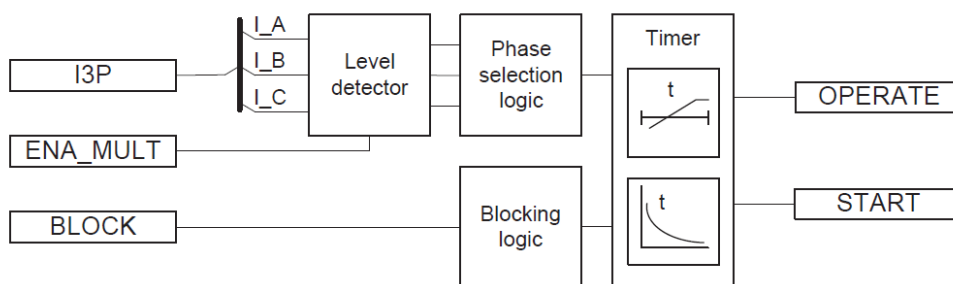 I_A
I_B
I_C
I3P
Level
detector
Phase
selection
logic
Timer
t
OPERATE
ENA_MULT
BLOCK
Blocking
logic
t
START